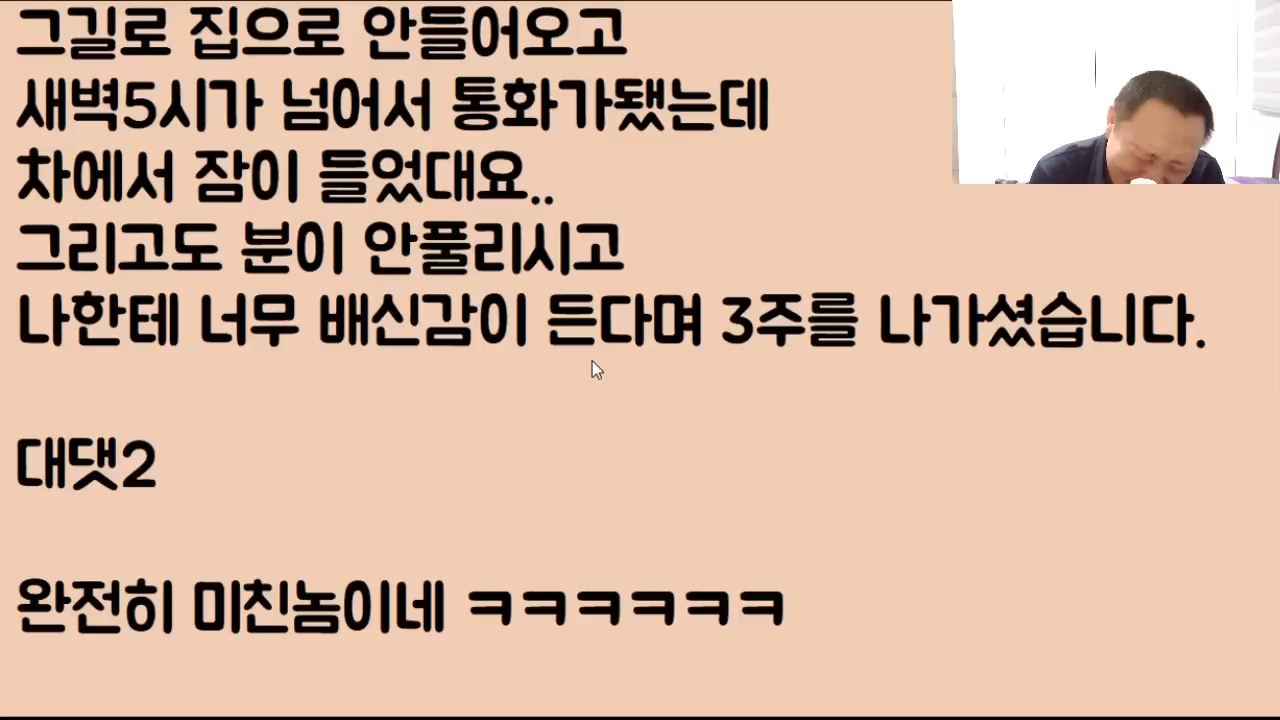 그길로 집으로 안들어오고
새벽5시가 넘어서 통화가됐는데
차에서 잠이 들었대요..
그리고도 분이 안풀리시고
나한테 너무 배신감이 든다며 3주를 나가셨습니다.
대댓2
완전히 미친놈이네 ㅋㅋㅋㅋㅋㅋ